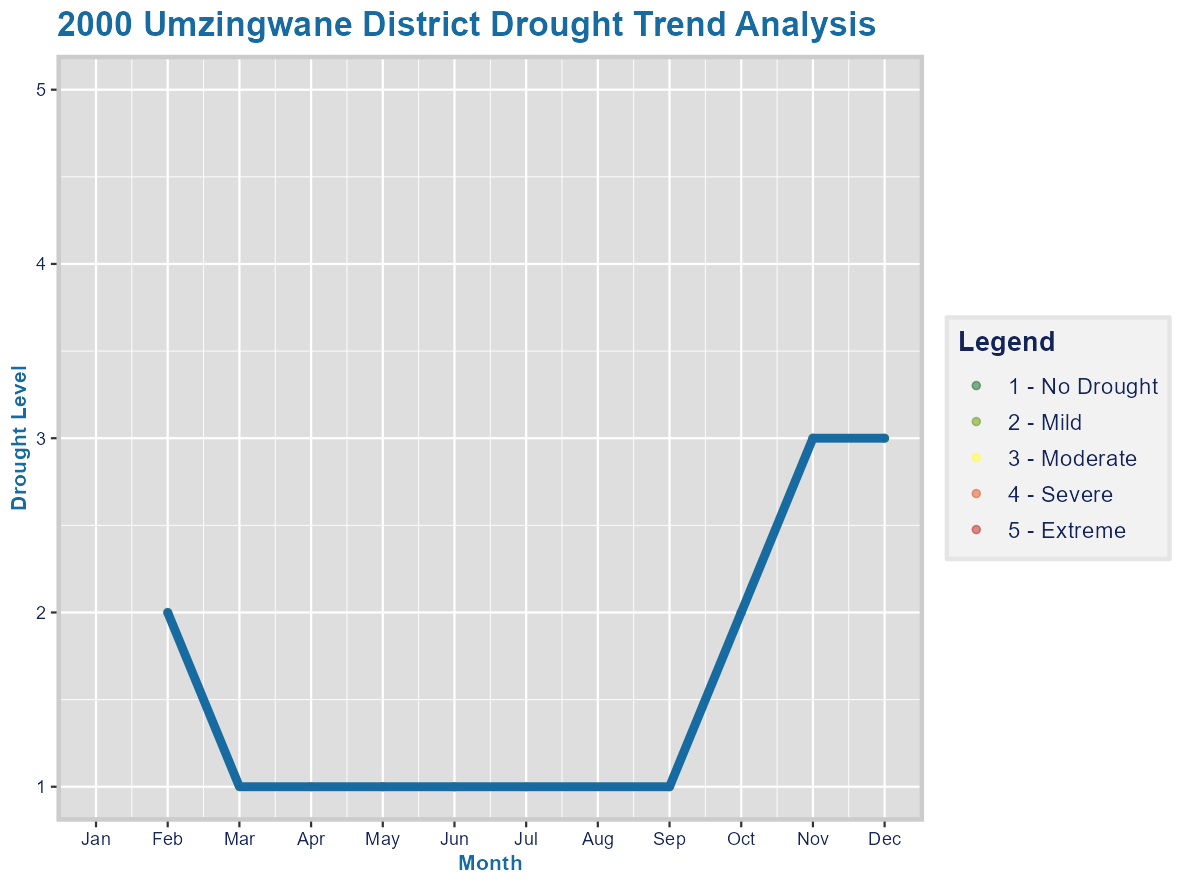 2000 Umzingwane District Drought Trend Analysis
5
4
3
2
1
Drought Level
Jan Feb Mar Apr May Jun Jul Aug Sep Oct Nov Dec
Month
Legend
1 - No Drought
2 - Mild
3 - Moderate
4 - Severe
5 - Extreme